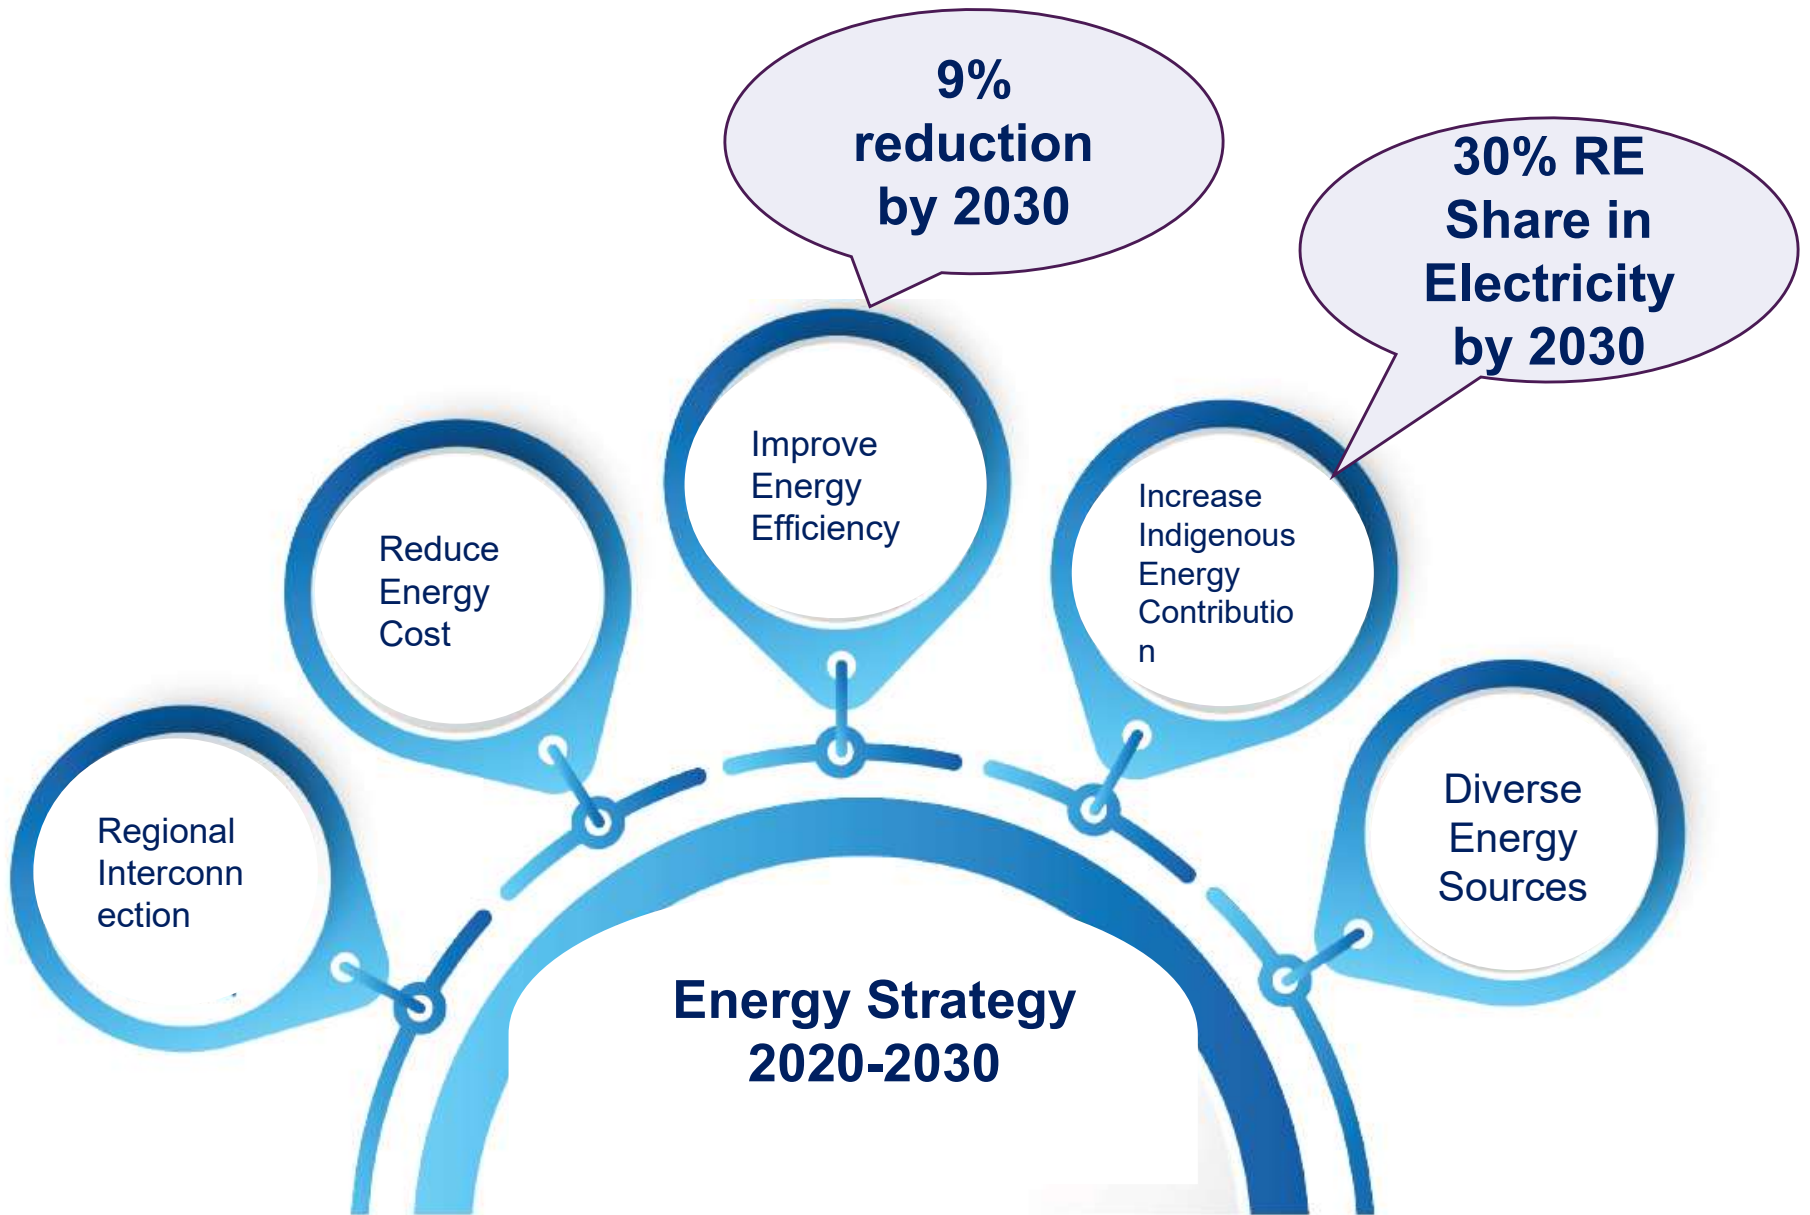 9%
reduction
by 2030
30% RE
Share in
Electricity
by 2030
Improve
Energy
Efficiency
Increase
Indigenous
Energy
Contributio
n
Reduce
Energy
Cost
Regional
Interconn
ection
Diverse
Energy
Sources
Energy Strategy
2020-2030